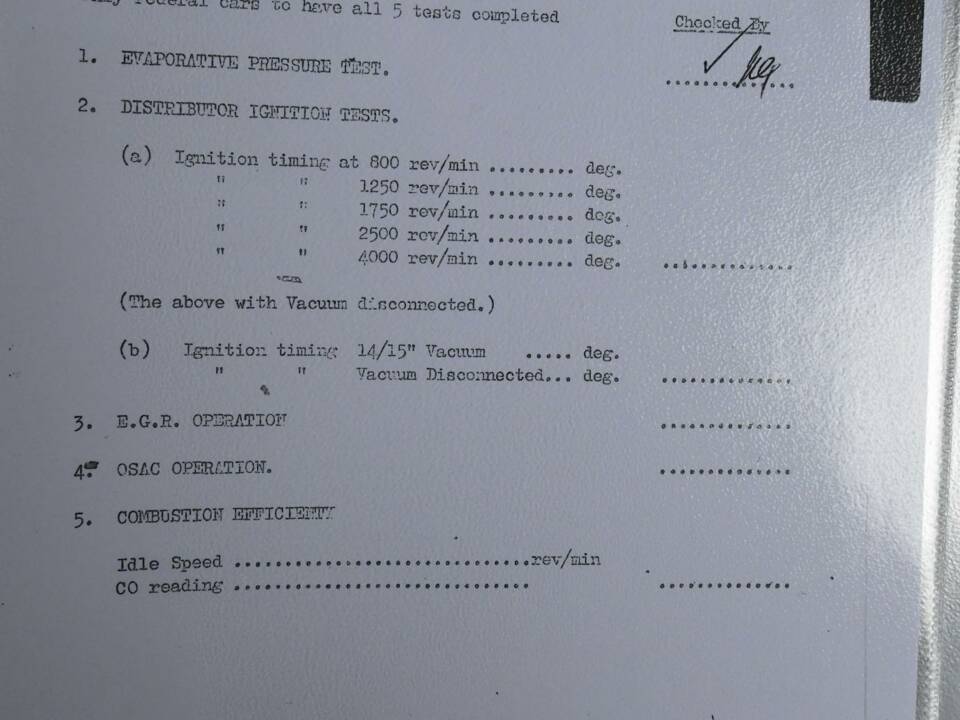 federal cars to have all 5 tests completed
Checked By
1. EVAPORATIVE PRESSURE TEST. ...............
2. DISTRIBUTOR IGNITION TESTS.
(a) Ignition timing at 800 rev/min ......... deg.
" " 1250 rev/min ......... deg.
" " 1750 rev/min ......... deg.
" " 2500 rev/min ......... deg.
" " 4000 rev/min ......... deg. ...............
(The above with Vacuum disconnected.)
(b) Ignition timing 14/15" Vacuum ..... deg.
" " Vacuum Disconnected... deg. ...............
3. E.G.R. OPERATION ...............
4. OSAC OPERATION. ...............
5. COMBUSTION EFFICIENTY
Idle Speed ..............................rev/min
CO reading .............................. ...............